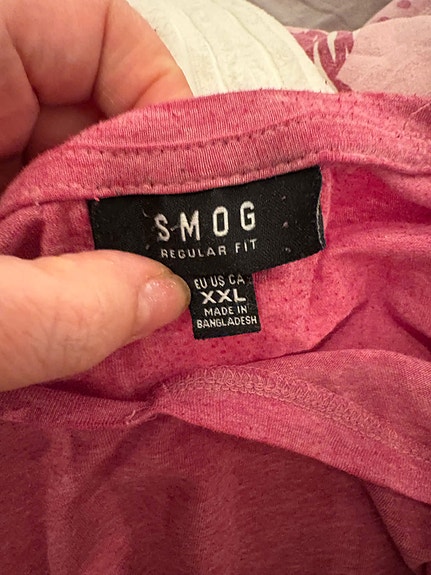 SMOG
REGULAR FIT
EU US CA
XXL
MADE IN
BANGLADESH